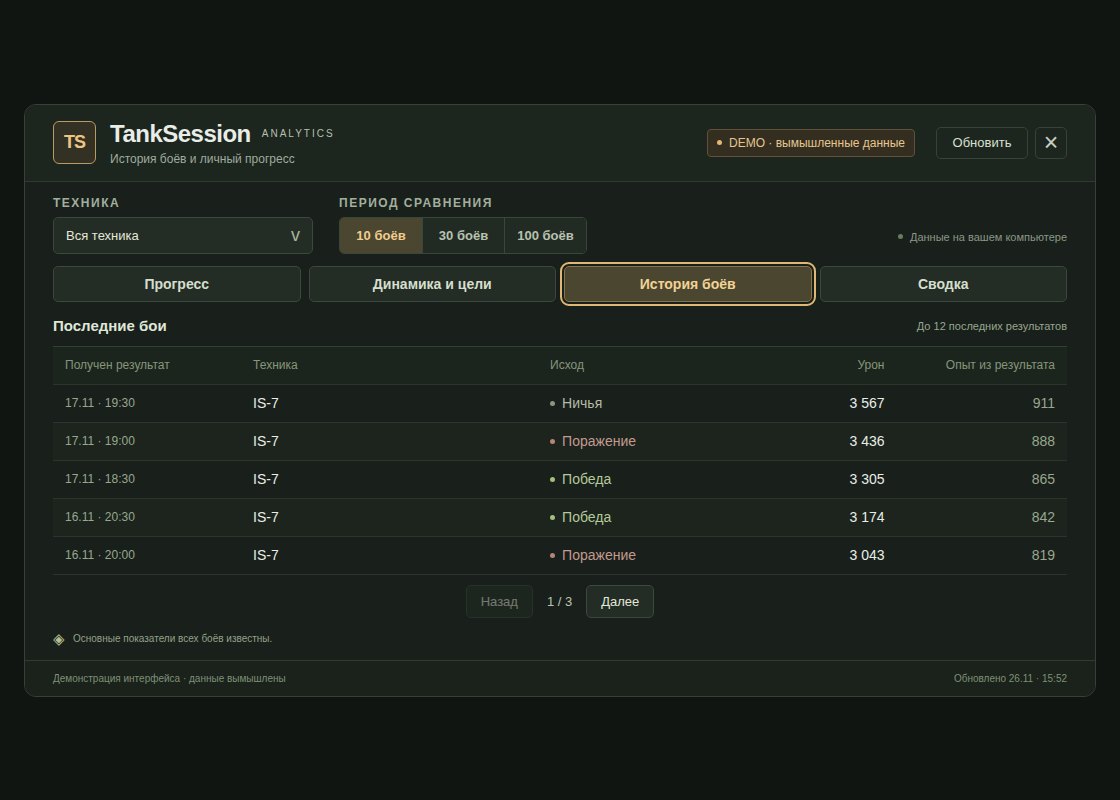 TS
TankSession ANALYTICS
История боёв и личный прогресс
DEMO · вымышленные данные
Обновить
ТЕХНИКА
ПЕРИОД СРАВНЕНИЯ
Вся техника
10 боёв 30 боёв 100 боёв
Данные на вашем компьютере
Прогресс Динамика и цели История боёв Сводка
Последние бои
До 12 последних результатов
Получен результат Техника Исход Урон Опыт из результата
17.11 · 19:30 IS-7 Ничья 3 567 911
17.11 · 19:00 IS-7 Поражение 3 436 888
17.11 · 18:30 IS-7 Победа 3 305 865
16.11 · 20:30 IS-7 Победа 3 174 842
16.11 · 20:00 IS-7 Поражение 3 043 819
Назад 1 / 3 Далее
Основные показатели всех боёв известны.
Демонстрация интерфейса · данные вымышлены
Обновлено 26.11 · 15:52